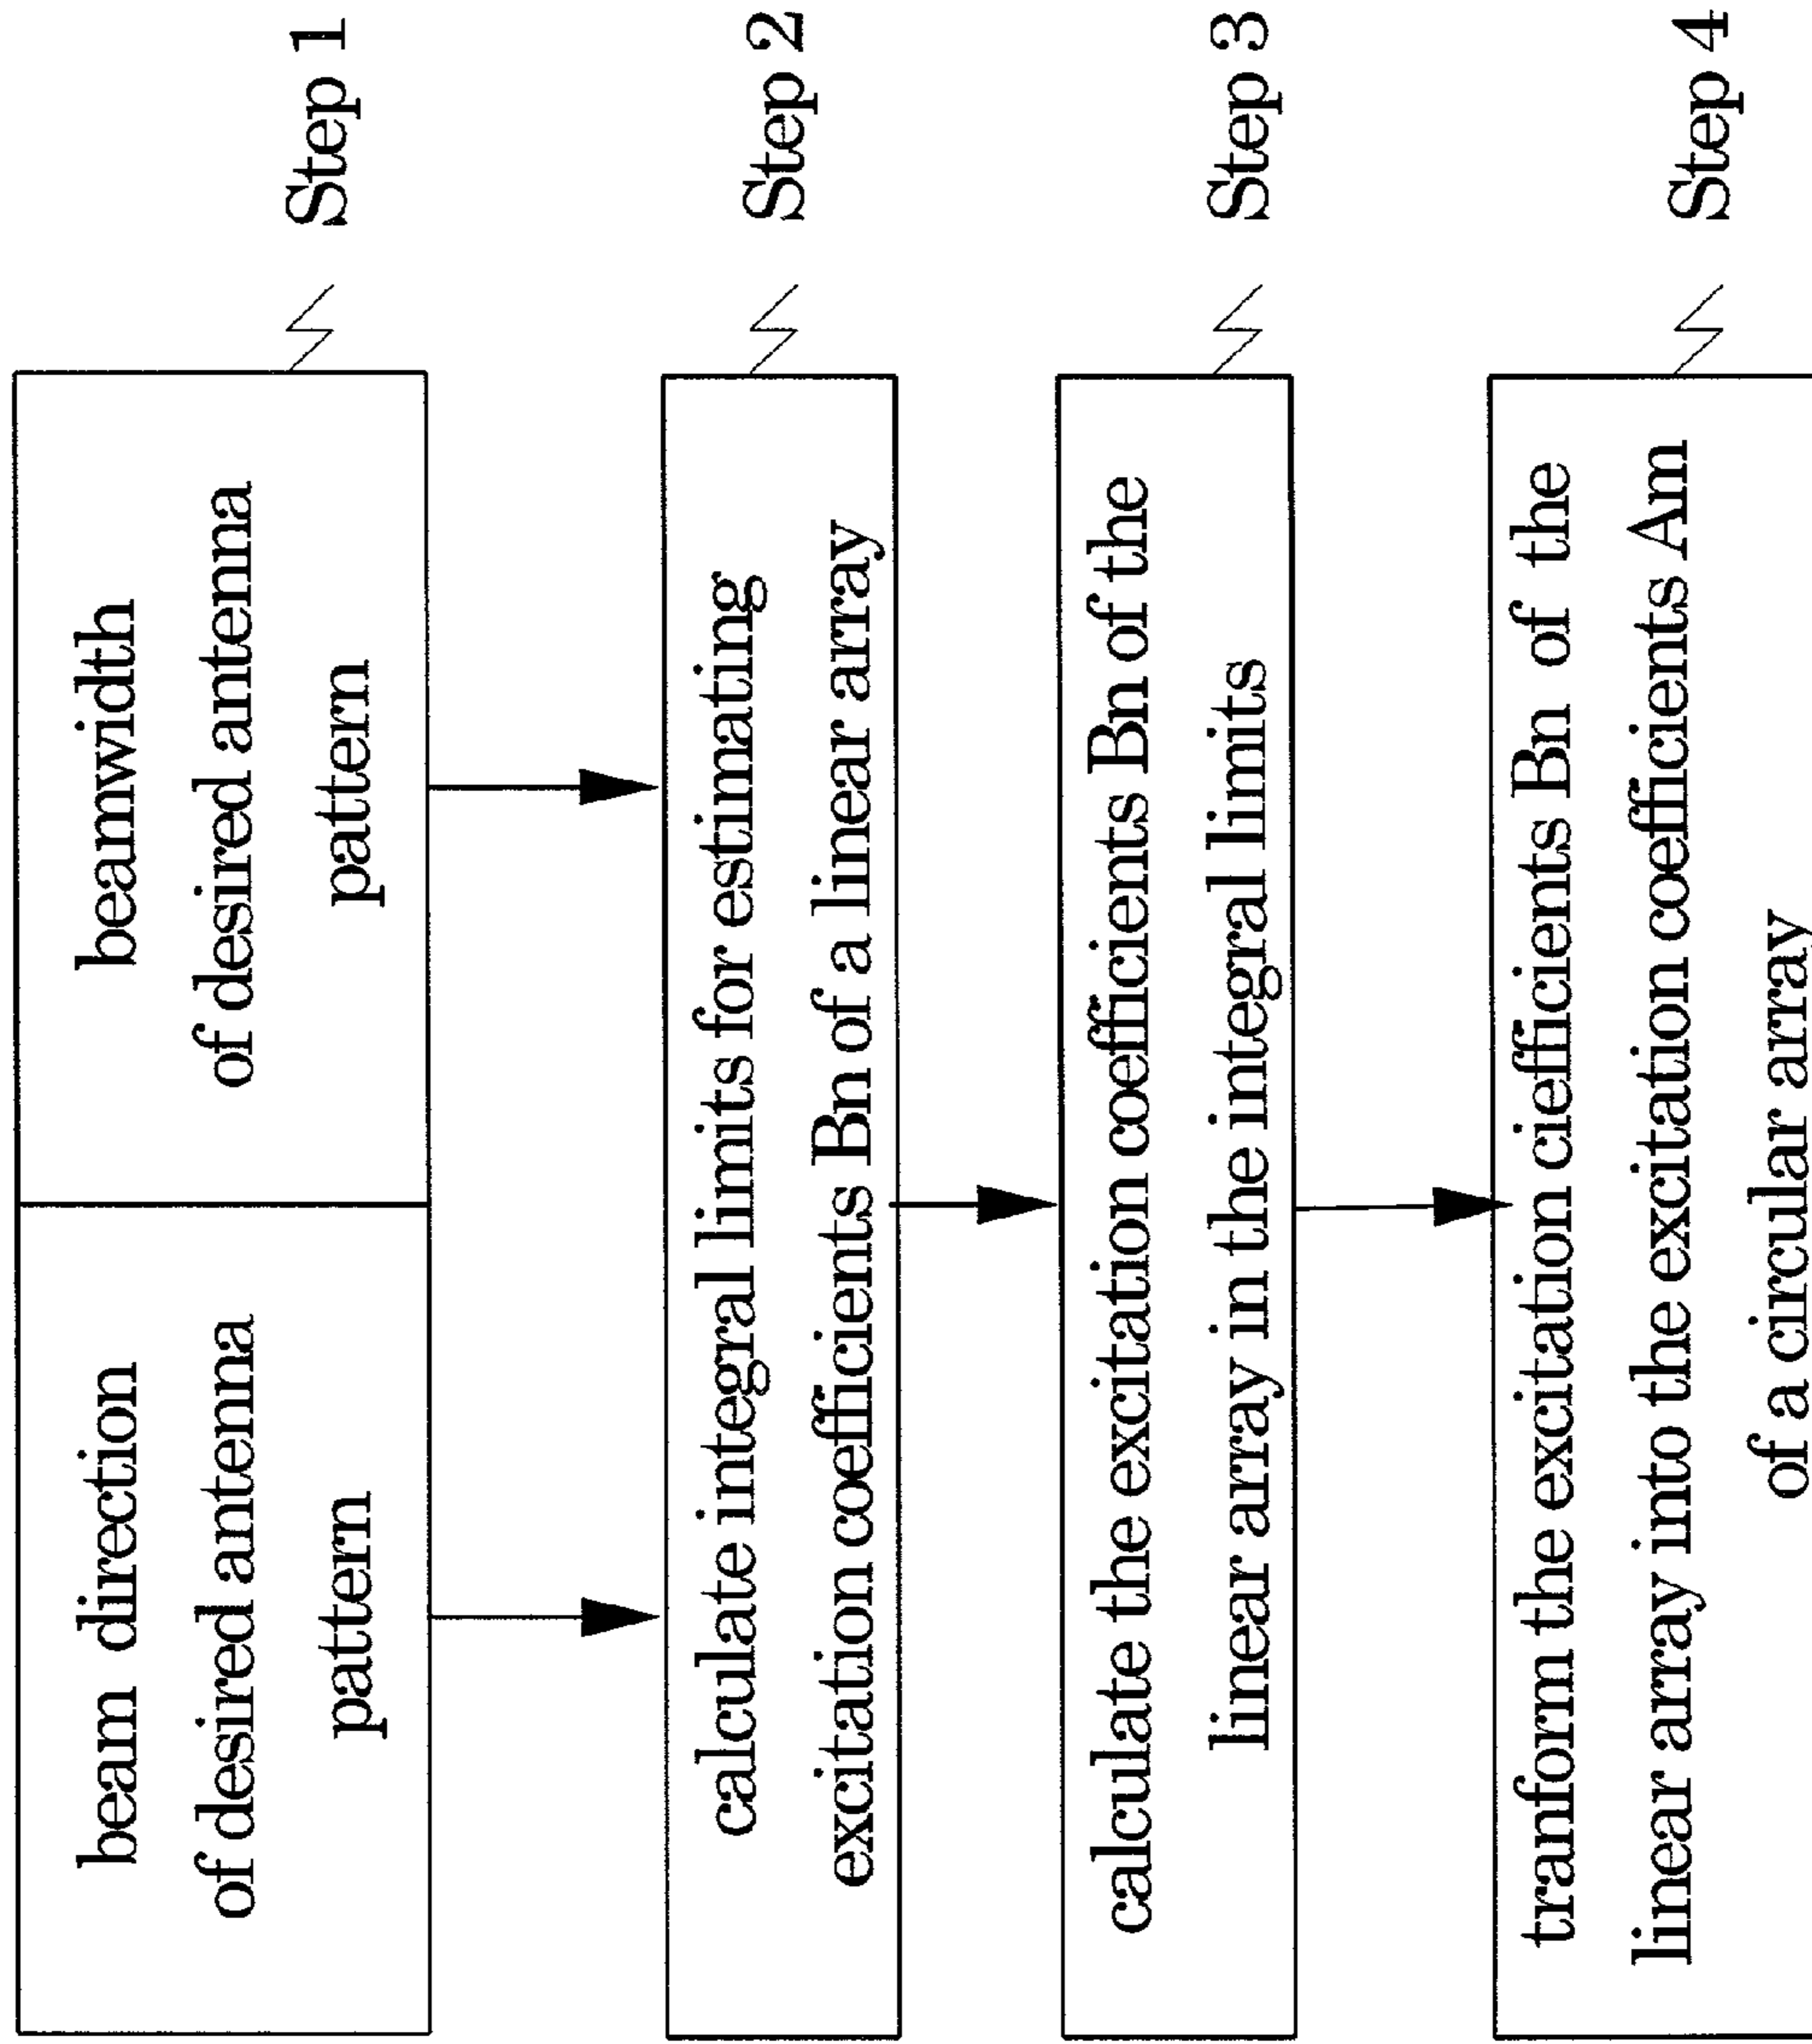 beam direction
of desired antenna
pattern
beamwidth
of desired antenna
pattern
Step 1
calculate integral limits for estimating
excitation coefficients Bn of a linear array
Step 2
calculate the excitation coefficients Bn of the
linear array in the integral limits
Step 3
tranform the excitation ciefficients Bn of the
linear array into the excitation coefficients Am
of a circular array
Step 4